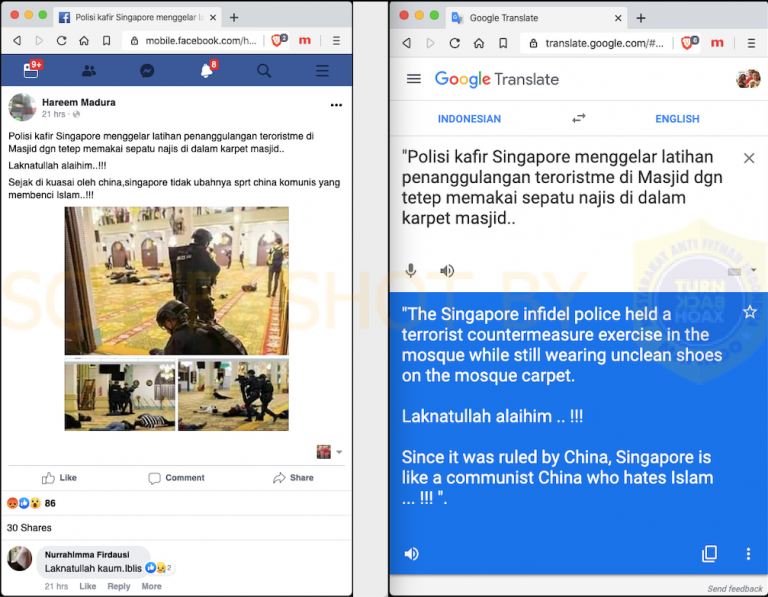 Polisi kafir Singapore menggelar la
mobile.facebook.com/h...
2
m
9+
8
Hareem Madura
21 hrs ·
Polisi kafir Singapore menggelar latihan penanggulangan teroristme di
Masjid dgn tetep memakai sepatu najis di dalam karpet masjid..
Laknatullah alaihim..!!!
Sejak di kuasai oleh china,singapore tidak ubahnya sprt china komunis yang
membenci Islam..!!!
Like
Comment
Share
86
30 Shares
Nurrahimma Firdausi
Laknatullah kaum.Iblis
2
21 hrs Like Reply More
Google Translate
translate.google.com/#...
6
m
Google Translate
INDONESIAN
ENGLISH
"Polisi kafir Singapore menggelar latihan
penanggulangan teroristme di Masjid dgn
tetep memakai sepatu najis di dalam
karpet masjid..
"The Singapore infidel police held a
terrorist countermeasure exercise in the
mosque while still wearing unclean shoes
on the mosque carpet.
Laknatullah alaihim .. !!!
Since it was ruled by China, Singapore is
like a communist China who hates Islam
... !!! ".
Send feedback
SCREENSHOT BY
MASYARAKAT ANTI FITNAH
TURN
BACK
HOAX